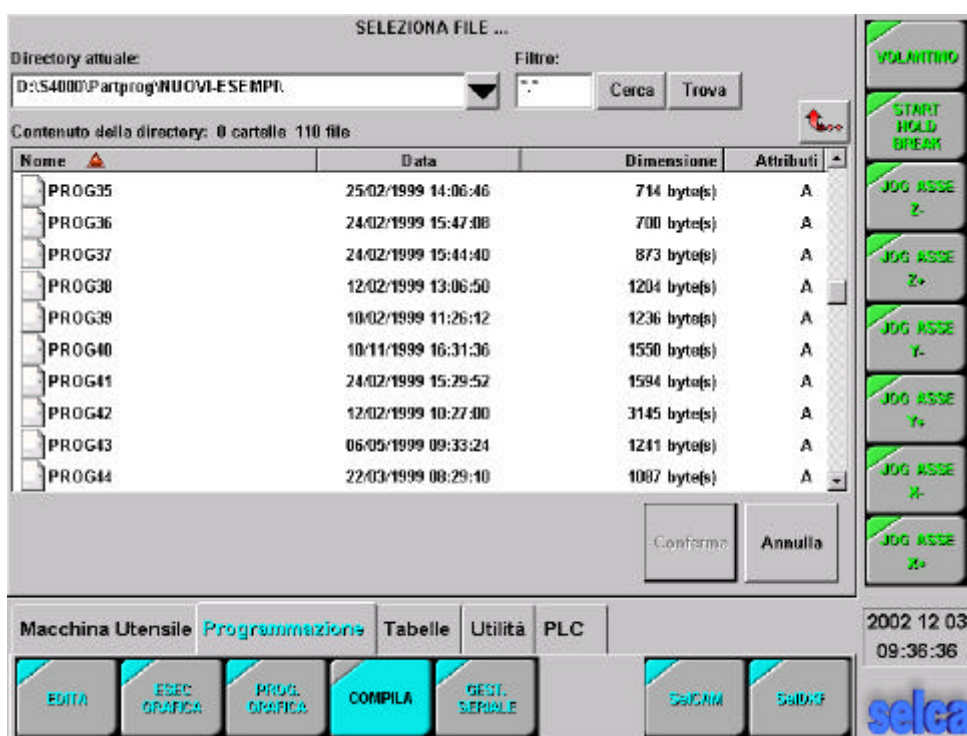 SELEZIONA FILE ...
Directory attuale:
Filtro:
D:\S4000\Partprog\NUOVI-ESEMPI\
*.*
Cerca
Trova
Contenuto della directory: 0 cartelle 110 file
Nome Data Dimensione Attributi
PROG35 25/02/1999 14:06:46 714 byte(s) A
PROG36 24/02/1999 15:47:08 700 byte(s) A
PROG37 24/02/1999 15:44:40 873 byte(s) A
PROG38 12/02/1999 13:06:50 1204 byte(s) A
PROG39 10/02/1999 11:26:12 1236 byte(s) A
PROG40 10/11/1999 16:31:36 1550 byte(s) A
PROG41 24/02/1999 15:29:52 1594 byte(s) A
PROG42 12/02/1999 10:27:00 3145 byte(s) A
PROG43 06/05/1999 09:33:24 1241 byte(s) A
PROG44 22/03/1999 08:29:10 1087 byte(s) A
Conferma
Annulla
Macchina Utensile
Programmazione
Tabelle
Utilità
PLC
EDITA
ESEC
GRAFICA
PROG.
GRAFICA
COMPILA
GEST.
SERIALE
SelCAM
SelDXF
VOLANTINO
START
HOLD
BREAK
JOG ASSE
Z-
JOG ASSE
Z+
JOG ASSE
Y-
JOG ASSE
Y+
JOG ASSE
X-
JOG ASSE
X+
2002 12 03
09:36:36
selca